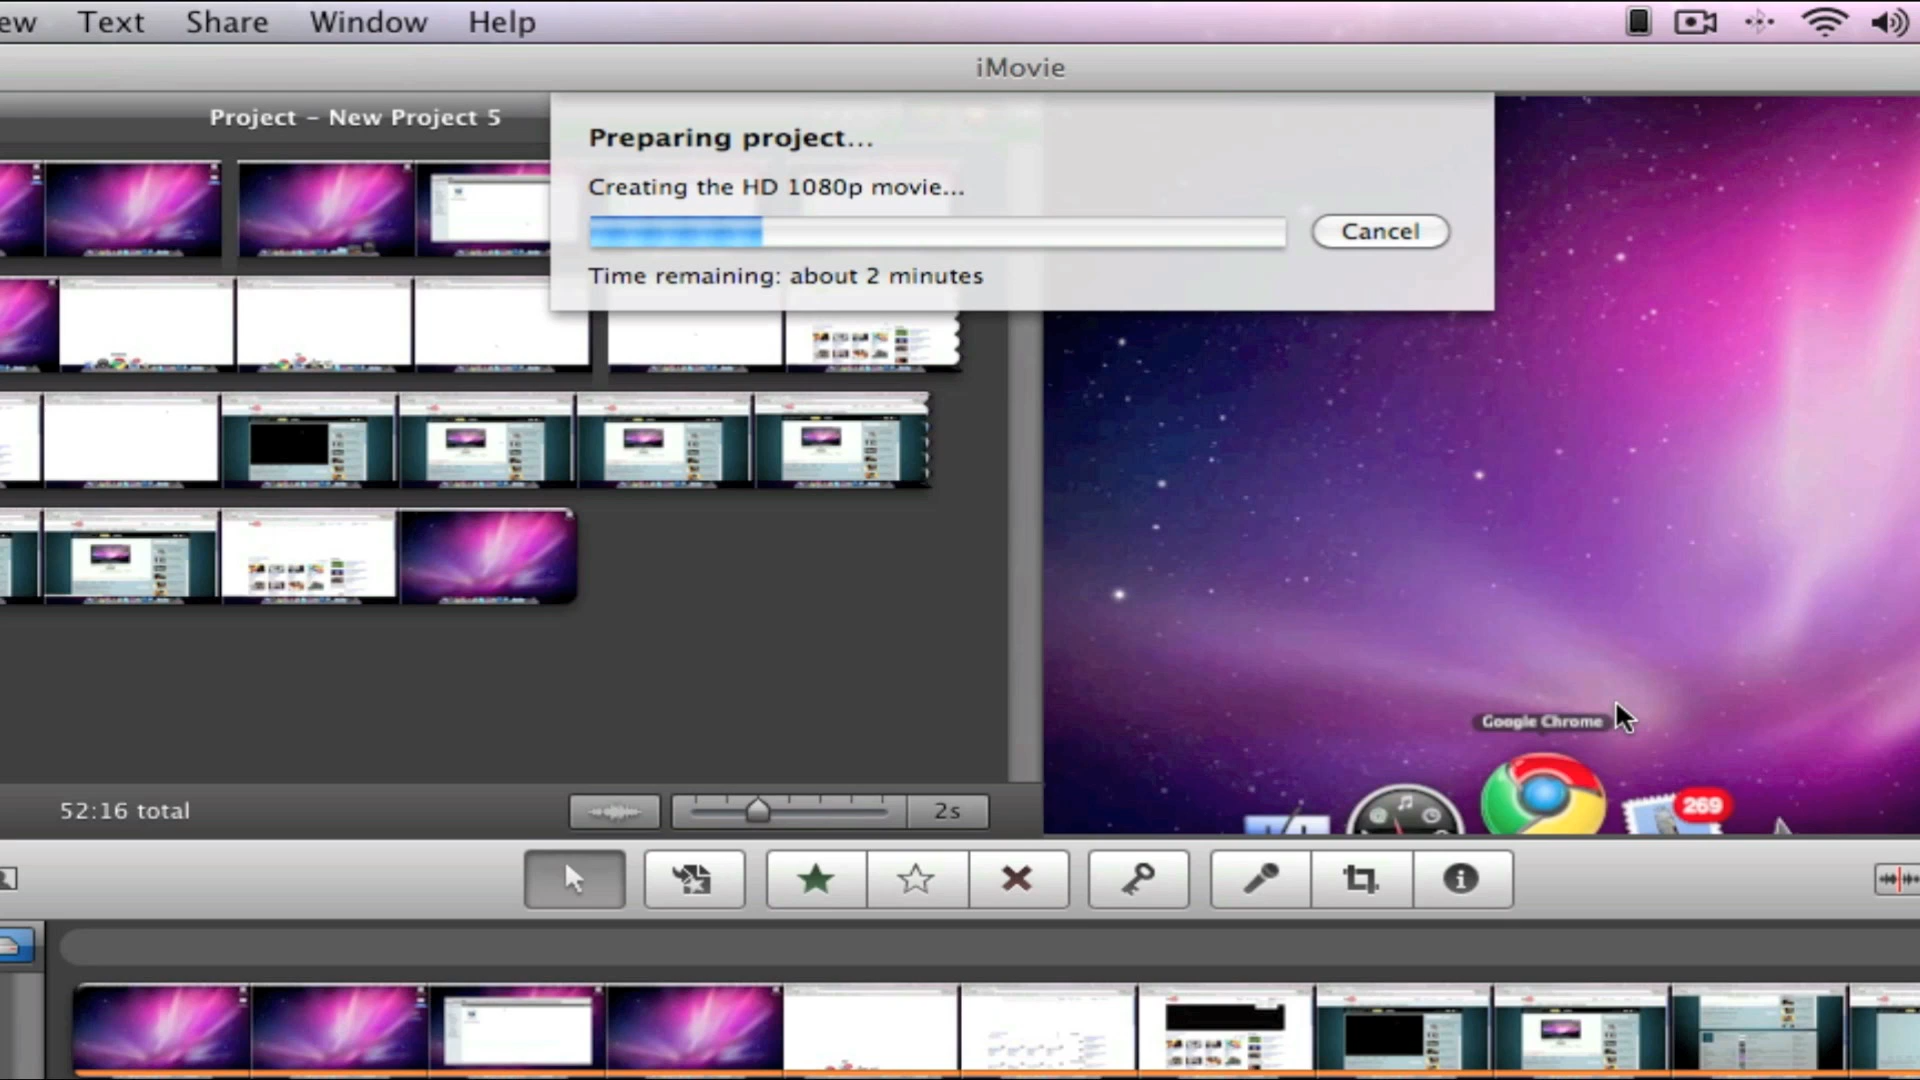 Text Share Window Help
iMovie
Project – New Project 5
Preparing project...
Creating the HD 1080p movie...
Cancel
Time remaining: about 2 minutes
Google Chrome
269
52:16 total
2s